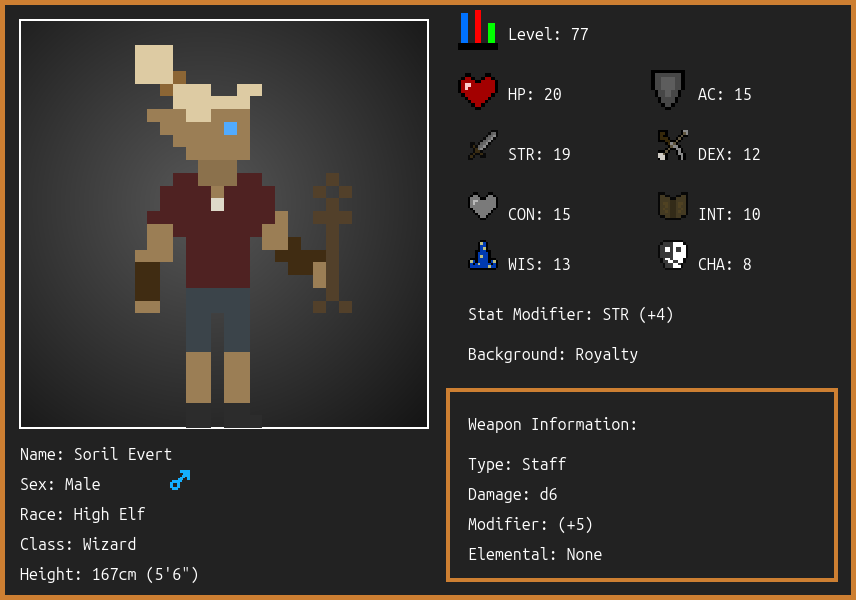 Level: 77
HP: 20
AC: 15
STR: 19
DEX: 12
CON: 15
INT: 10
WIS: 13
CHA: 8
Stat Modifier: STR (+4)
Background: Royalty
Weapon Information:
Type: Staff
Damage: d6
Modifier: (+5)
Elemental: None
Name: Soril Evert
Sex: Male
Race: High Elf
Class: Wizard
Height: 167cm (5'6")